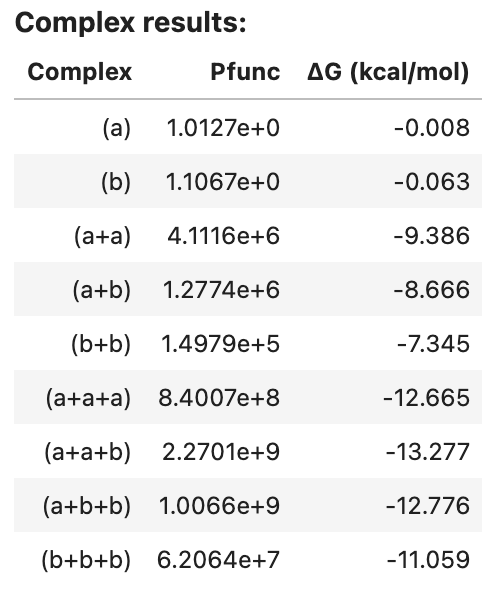 Complex results:
Complex Pfunc ΔG (kcal/mol)
(a) 1.0127e+0 -0.008
(b) 1.1067e+0 -0.063
(a+a) 4.1116e+6 -9.386
(a+b) 1.2774e+6 -8.666
(b+b) 1.4979e+5 -7.345
(a+a+a) 8.4007e+8 -12.665
(a+a+b) 2.2701e+9 -13.277
(a+b+b) 1.0066e+9 -12.776
(b+b+b) 6.2064e+7 -11.059